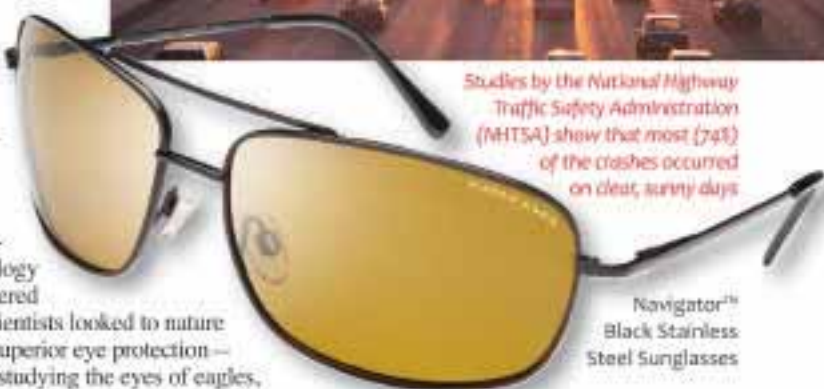 Studies by the National Highway
Traffic Safety Administration
(NHTSA) show that most (74%)
of the crashes occurred
on clear, sunny days
Navigator™
Black Stainless
Steel Sunglasses
ology
ered
ientists looked to nature
uperior eye protection—
studying the eyes of eagles,